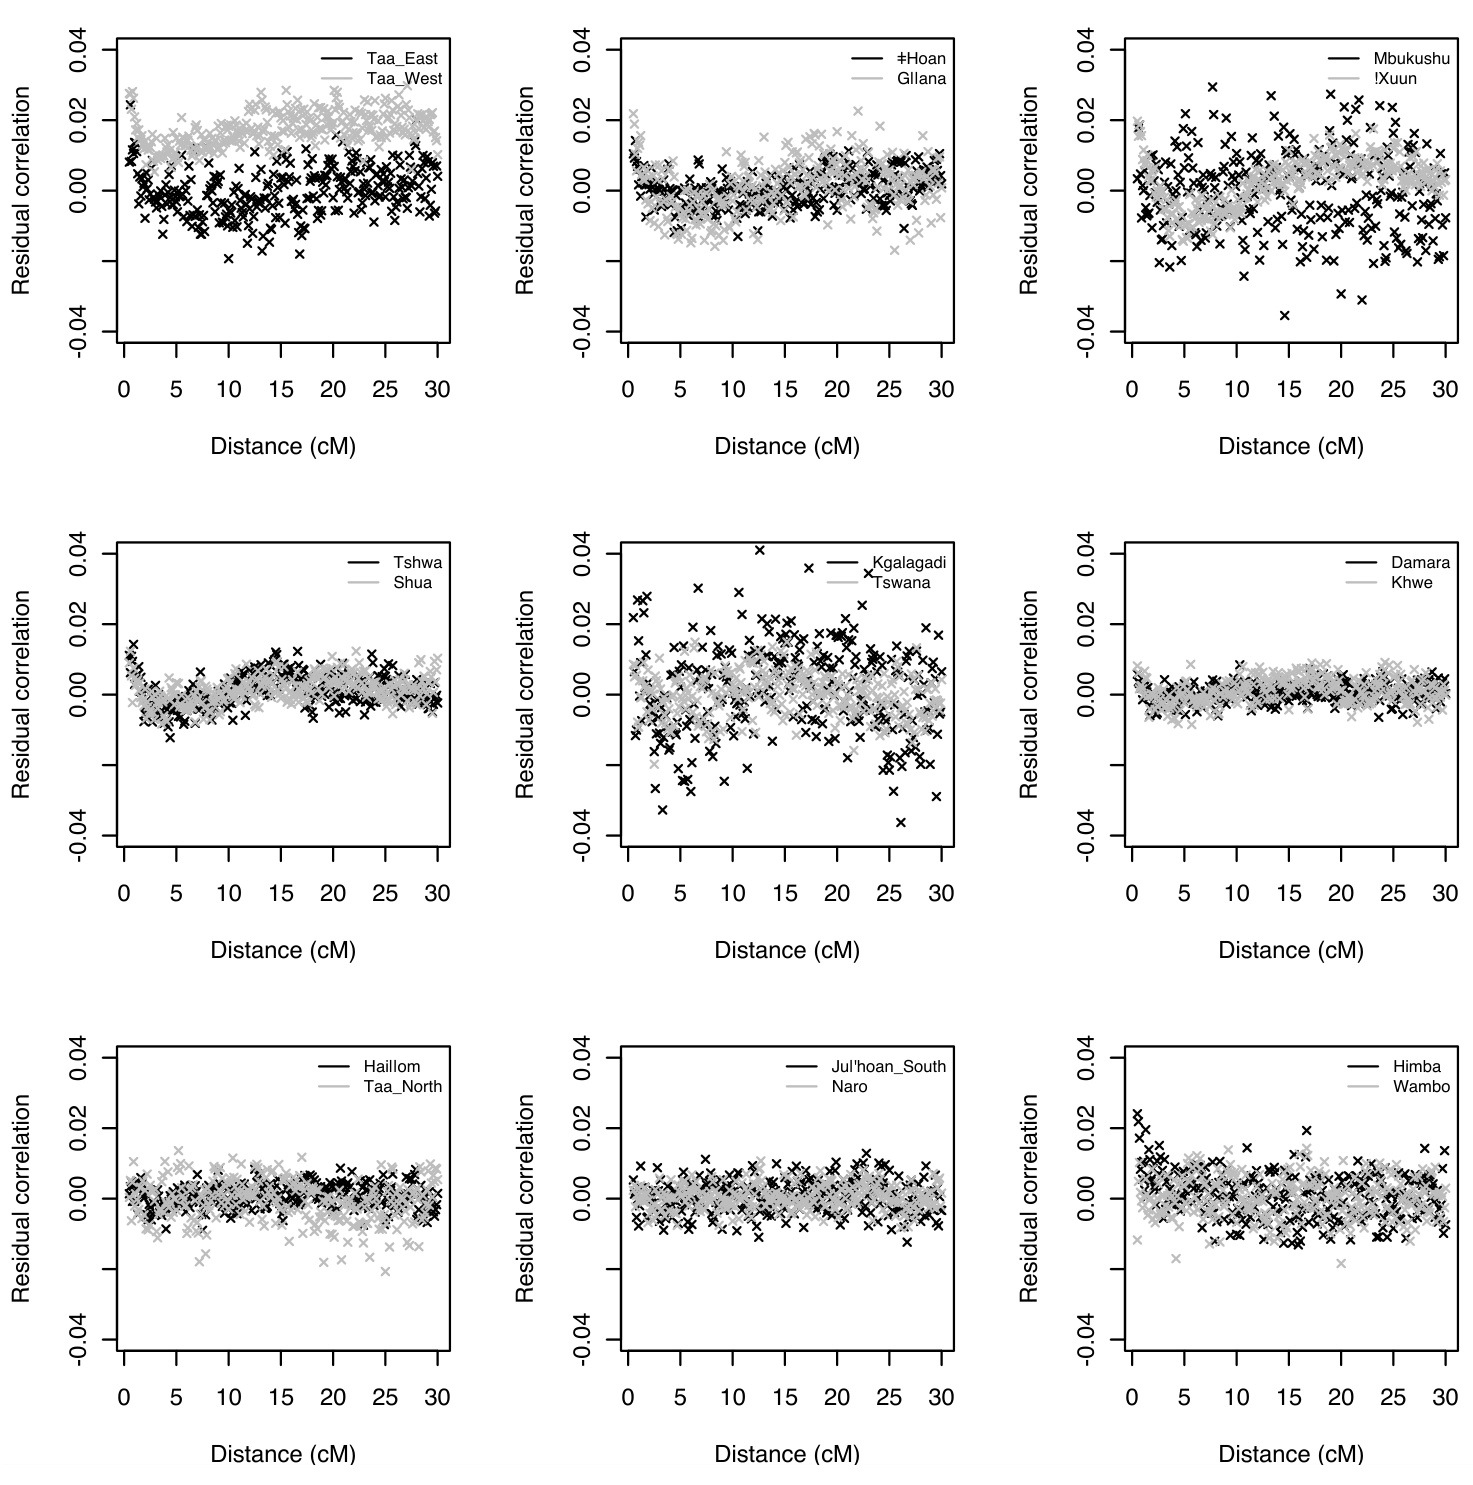 Taa_East
Taa_West
Residual correlation
-0.04 0.00 0.02 0.04
0 5 10 15 20 25 30
Distance (cM)
ǂHoan
GIIana
Residual correlation
-0.04 0.00 0.02 0.04
0 5 10 15 20 25 30
Distance (cM)
Mbukushu
!Xuun
Residual correlation
-0.04 0.00 0.02 0.04
0 5 10 15 20 25 30
Distance (cM)
Tshwa
Shua
Residual correlation
-0.04 0.00 0.02 0.04
0 5 10 15 20 25 30
Distance (cM)
Kgalagadi
Tswana
Residual correlation
-0.04 0.00 0.02 0.04
0 5 10 15 20 25 30
Distance (cM)
Damara
Khwe
Residual correlation
-0.04 0.00 0.02 0.04
0 5 10 15 20 25 30
Distance (cM)
HaiIIom
Taa_North
Residual correlation
-0.04 0.00 0.02 0.04
0 5 10 15 20 25 30
Distance (cM)
JuI'hoan_South
Naro
Residual correlation
-0.04 0.00 0.02 0.04
0 5 10 15 20 25 30
Distance (cM)
Himba
Wambo
Residual correlation
-0.04 0.00 0.02 0.04
0 5 10 15 20 25 30
Distance (cM)